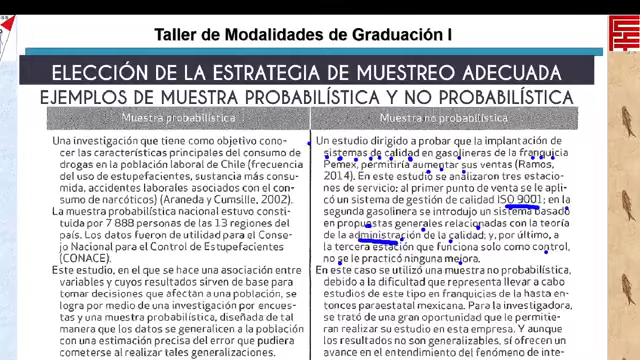 Taller de Modalidades de Graduación I
ELECCIÓN DE LA ESTRATEGIA DE MUESTREO ADECUADA
EJEMPLOS DE MUESTRA PROBABILÍSTICA Y NO PROBABILÍSTICA
Muestra probabilística
Una investigación que tiene como objetivo cono-
cer las características principales del consumo de
drogas en la población laboral de Chile (frecuencia
del uso de estupefacientes, sustancia más consu-
mida, accidentes laborales asociados con el con-
sumo de narcóticos) (Araneda y Cumsille, 2002).
La muestra probabilística nacional estuvo consti-
tuida por 7 888 personas de las 13 regiones del
país. Los datos fueron de utilidad para el Conse-
jo Nacional para el Control de Estupefacientes
(CONACE).
Este estudio, en el que se hace una asociación entre
variables y cuyos resultados sirven de base para
tomar decisiones que afectan a una población, se
logra por medio de una investigación por encues-
tas y una muestra probabilística, diseñada de tal
manera que los datos se generalicen a la población
con una estimación precisa del error que pudiera
cometerse al realizar tales generalizaciones.
Muestra no probabilística
Un estudio dirigido a probar que la implantación de
sistemas de calidad en gasolineras de la franquicia
Pemex, permitiría aumentar sus ventas (Ramos,
2014). En este estudio se analizaron tres estacio-
nes de servicio: al primer punto de venta se le apli-
có un sistema de gestión de calidad ISO 9001; en la
segunda gasolinera se introdujo un sistema basado
en propuestas generales relacionadas con la teoría
de la administración de la calidad; y, por último, a
la tercera estación que funciona solo como control,
no se le practicó ninguna mejora.
En este caso se utilizó una muestra no probabilística,
debido a la dificultad que representa llevar a cabo
estudios de este tipo en franquicias de la hasta en-
tonces paraestatal mexicana. Para la investigadora,
se trató de una gran oportunidad que le permitie-
ran realizar su estudio en esta empresa. Y aunque
los resultados no son generalizables, sí ofrecen un
avance en el entendimiento del fenómeno de inte-